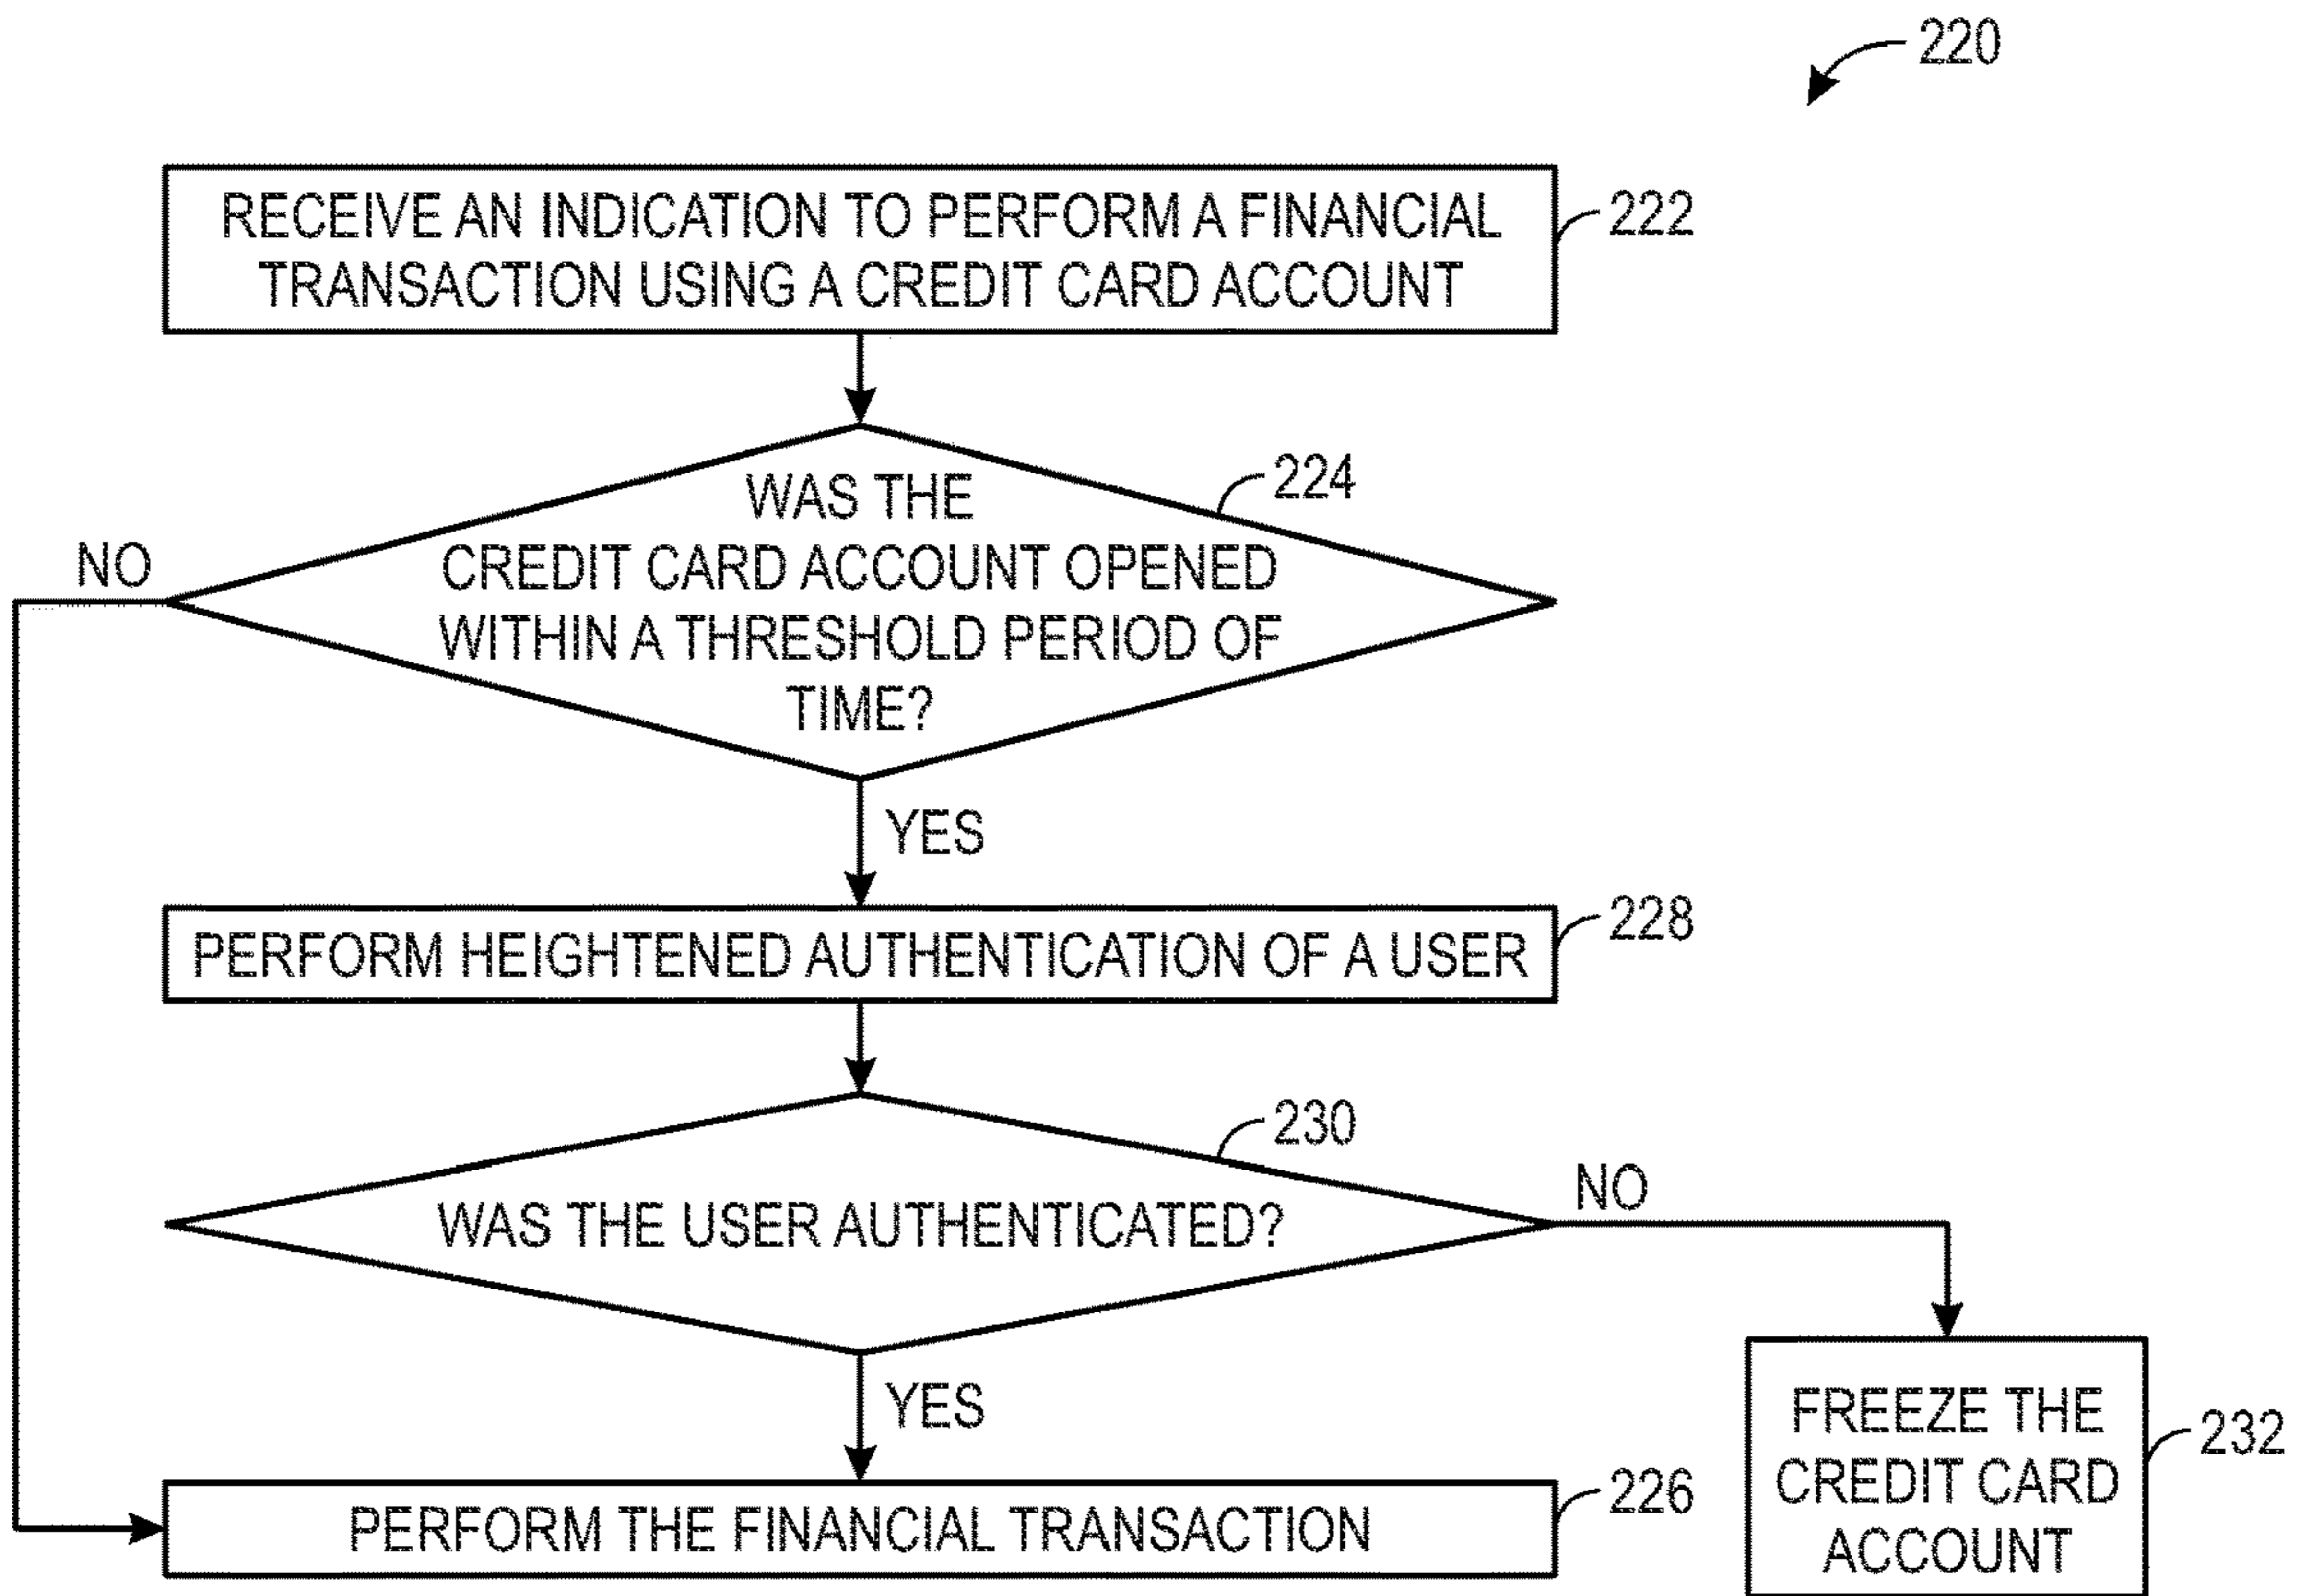 220
RECEIVE AN INDICATION TO PERFORM A FINANCIAL
TRANSACTION USING A CREDIT CARD ACCOUNT
222
WAS THE
CREDIT CARD ACCOUNT OPENED
WITHIN A THRESHOLD PERIOD OF
TIME?
224
NO
YES
PERFORM HEIGHTENED AUTHENTICATION OF A USER
228
WAS THE USER AUTHENTICATED?
230
NO
YES
PERFORM THE FINANCIAL TRANSACTION
226
FREEZE THE
CREDIT CARD
ACCOUNT
232